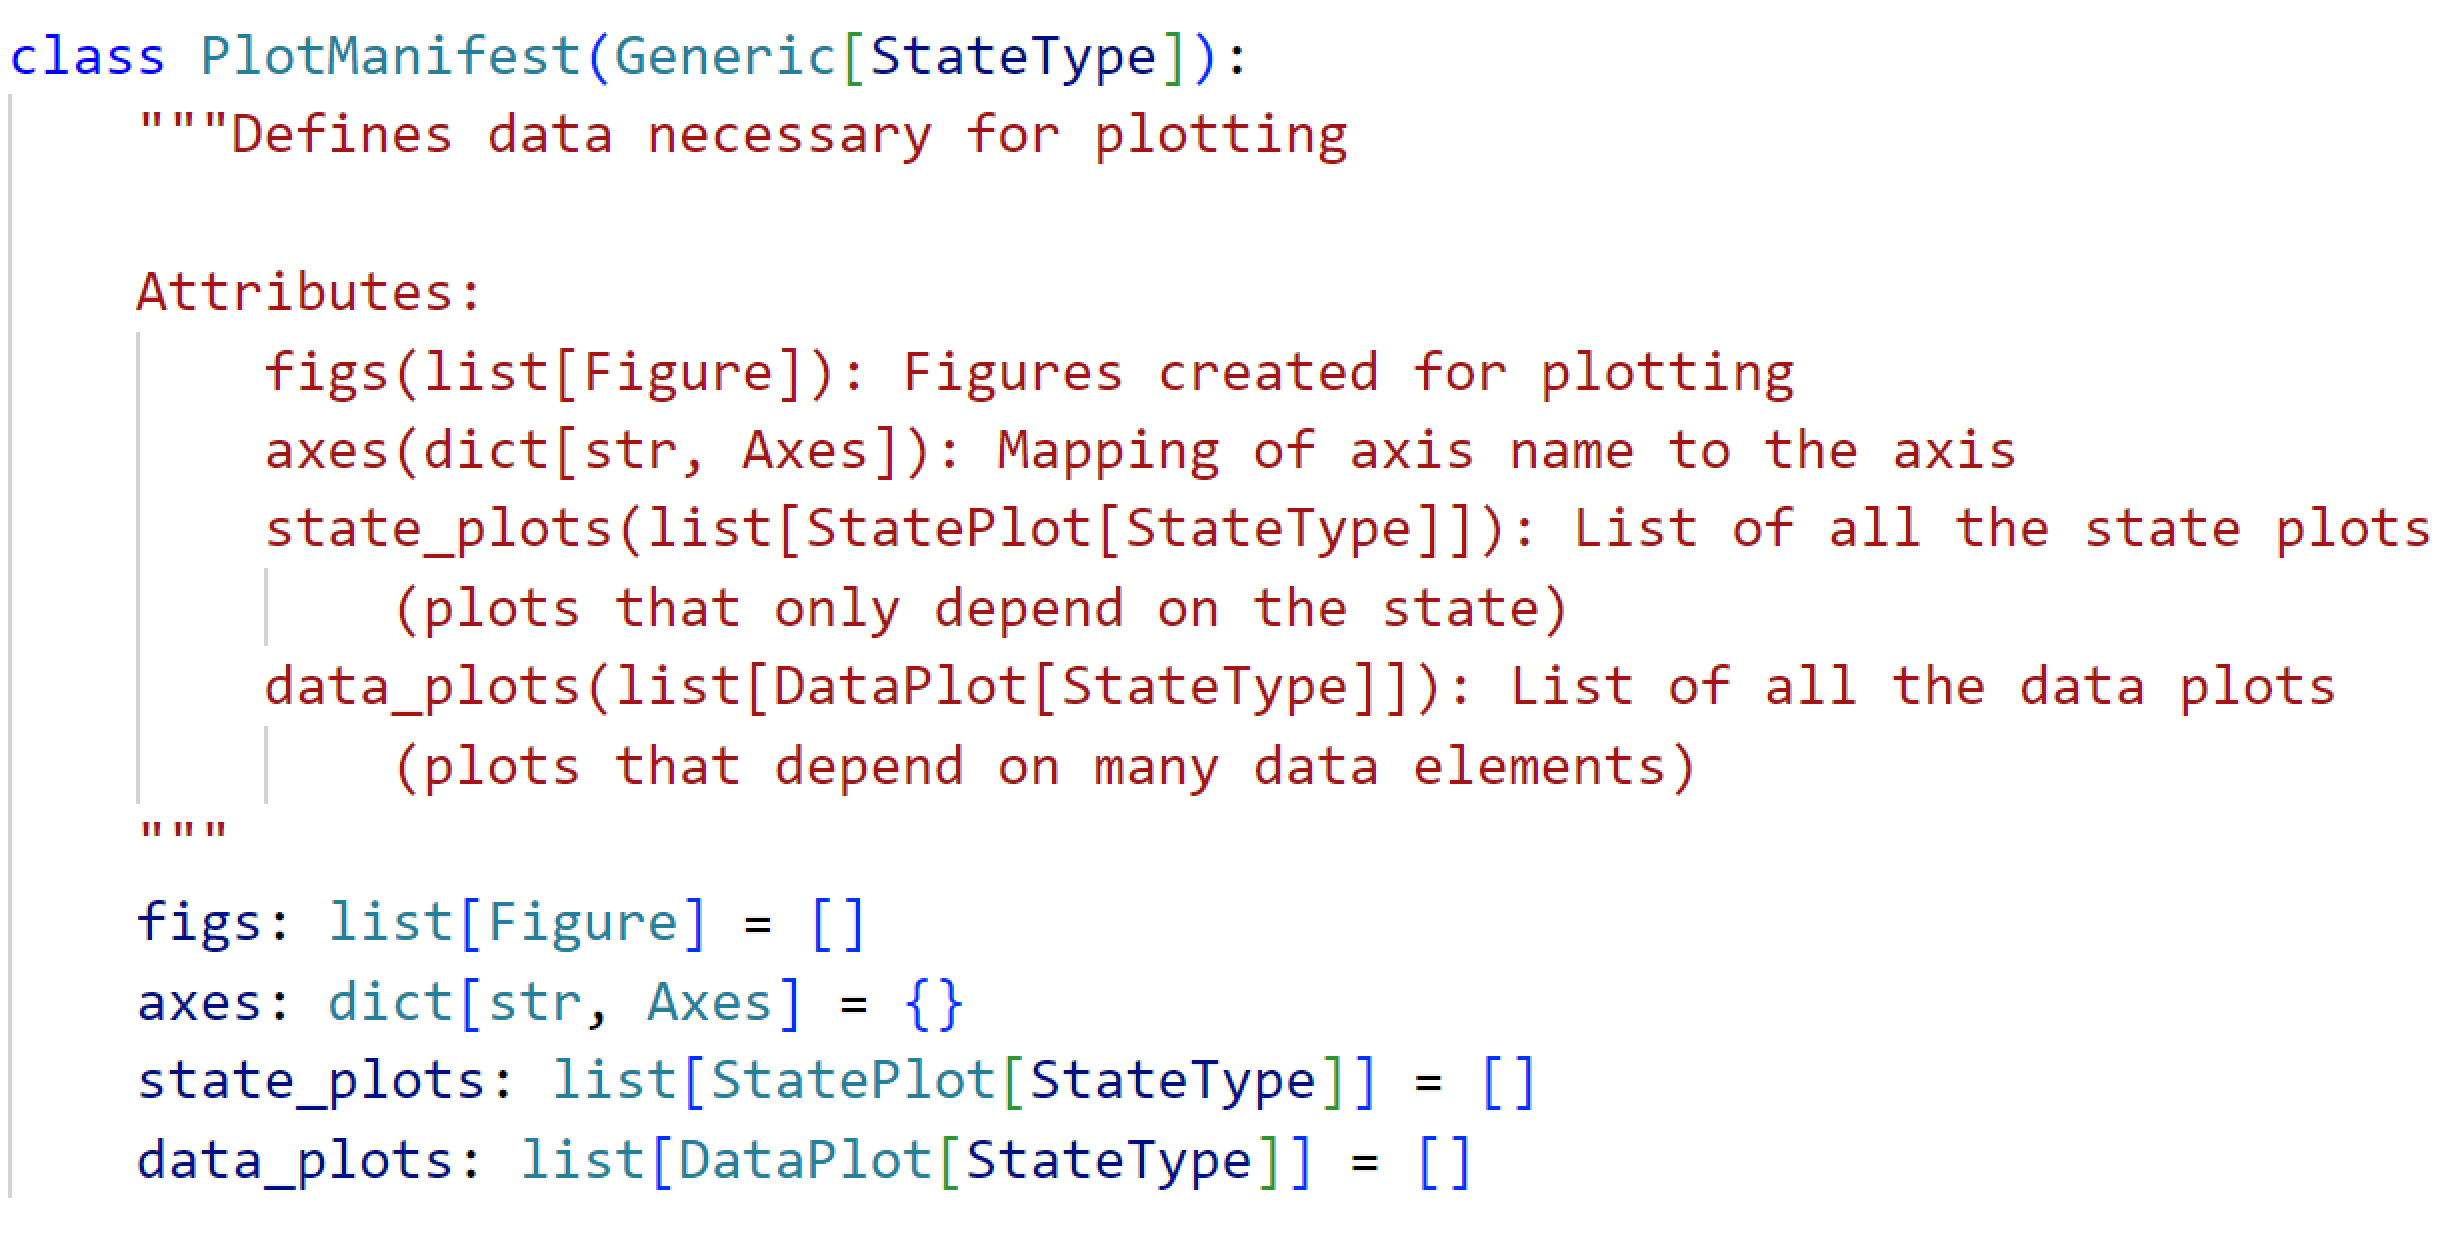 class PlotManifest(Generic[StateType]):
"""Defines data necessary for plotting
Attributes:
figs(list[Figure]): Figures created for plotting
axes(dict[str, Axes]): Mapping of axis name to the axis
state_plots(list[StatePlot[StateType]]): List of all the state plots
(plots that only depend on the state)
data_plots(list[DataPlot[StateType]]): List of all the data plots
(plots that depend on many data elements)
"""
figs: list[Figure] = []
axes: dict[str, Axes] = {}
state_plots: list[StatePlot[StateType]] = []
data_plots: list[DataPlot[StateType]] = []